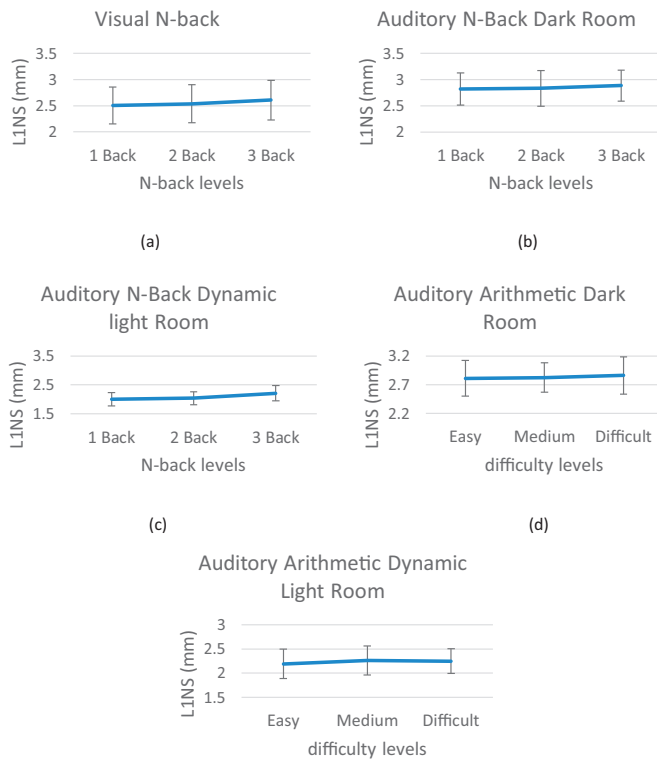 Visual N-back
3.5
3
2.5
2
L1NS (mm)
1 Back 2 Back 3 Back
N-back levels
(a)
Auditory N-Back Dark Room
3.5
3
2.5
2
L1NS (mm)
1 Back 2 Back 3 Back
N-back levels
(b)
Auditory N-Back Dynamic
light Room
3.5
2.5
1.5
L1NS (mm)
1 Back 2 Back 3 Back
N-back levels
(c)
Auditory Arithmetic Dark
Room
3.2
2.7
2.2
L1NS (mm)
Easy Medium Difficult
difficulty levels
(d)
Auditory Arithmetic Dynamic
Light Room
3
2.5
2
1.5
L1NS (mm)
Easy Medium Difficult
difficulty levels